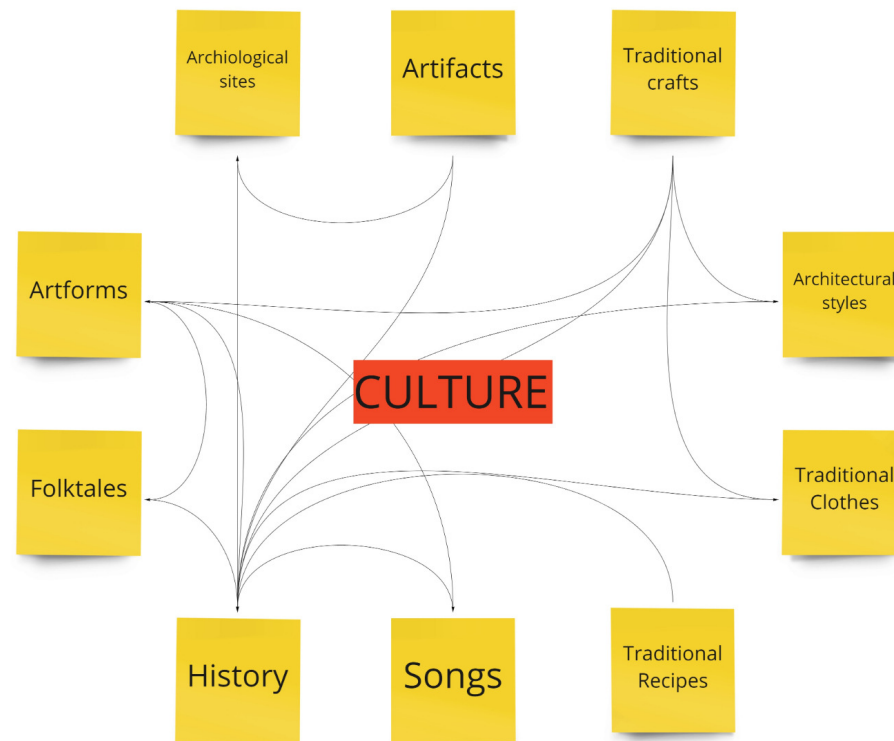 Archiological
sites
Artifacts
Traditional
crafts
Artforms
Architectural
styles
CULTURE
Folktales
Traditional
Clothes
History
Songs
Traditional
Recipes